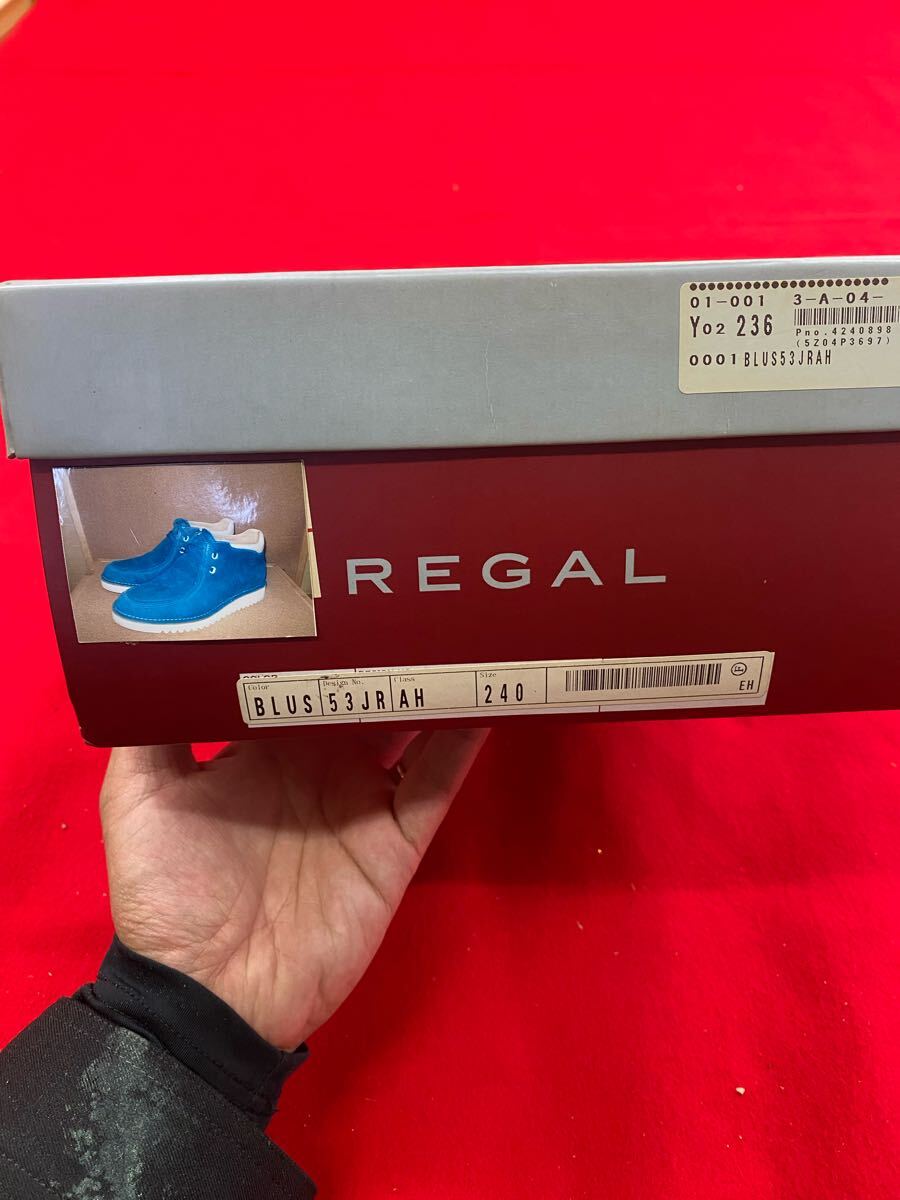 01-001 3-A-04-
Y02 236
Pno.4240898
(5Z04P3697)
0001BLUS53JRAH
REGAL
Color Design No. Class Size
BLUS 53JR AH 240
EH